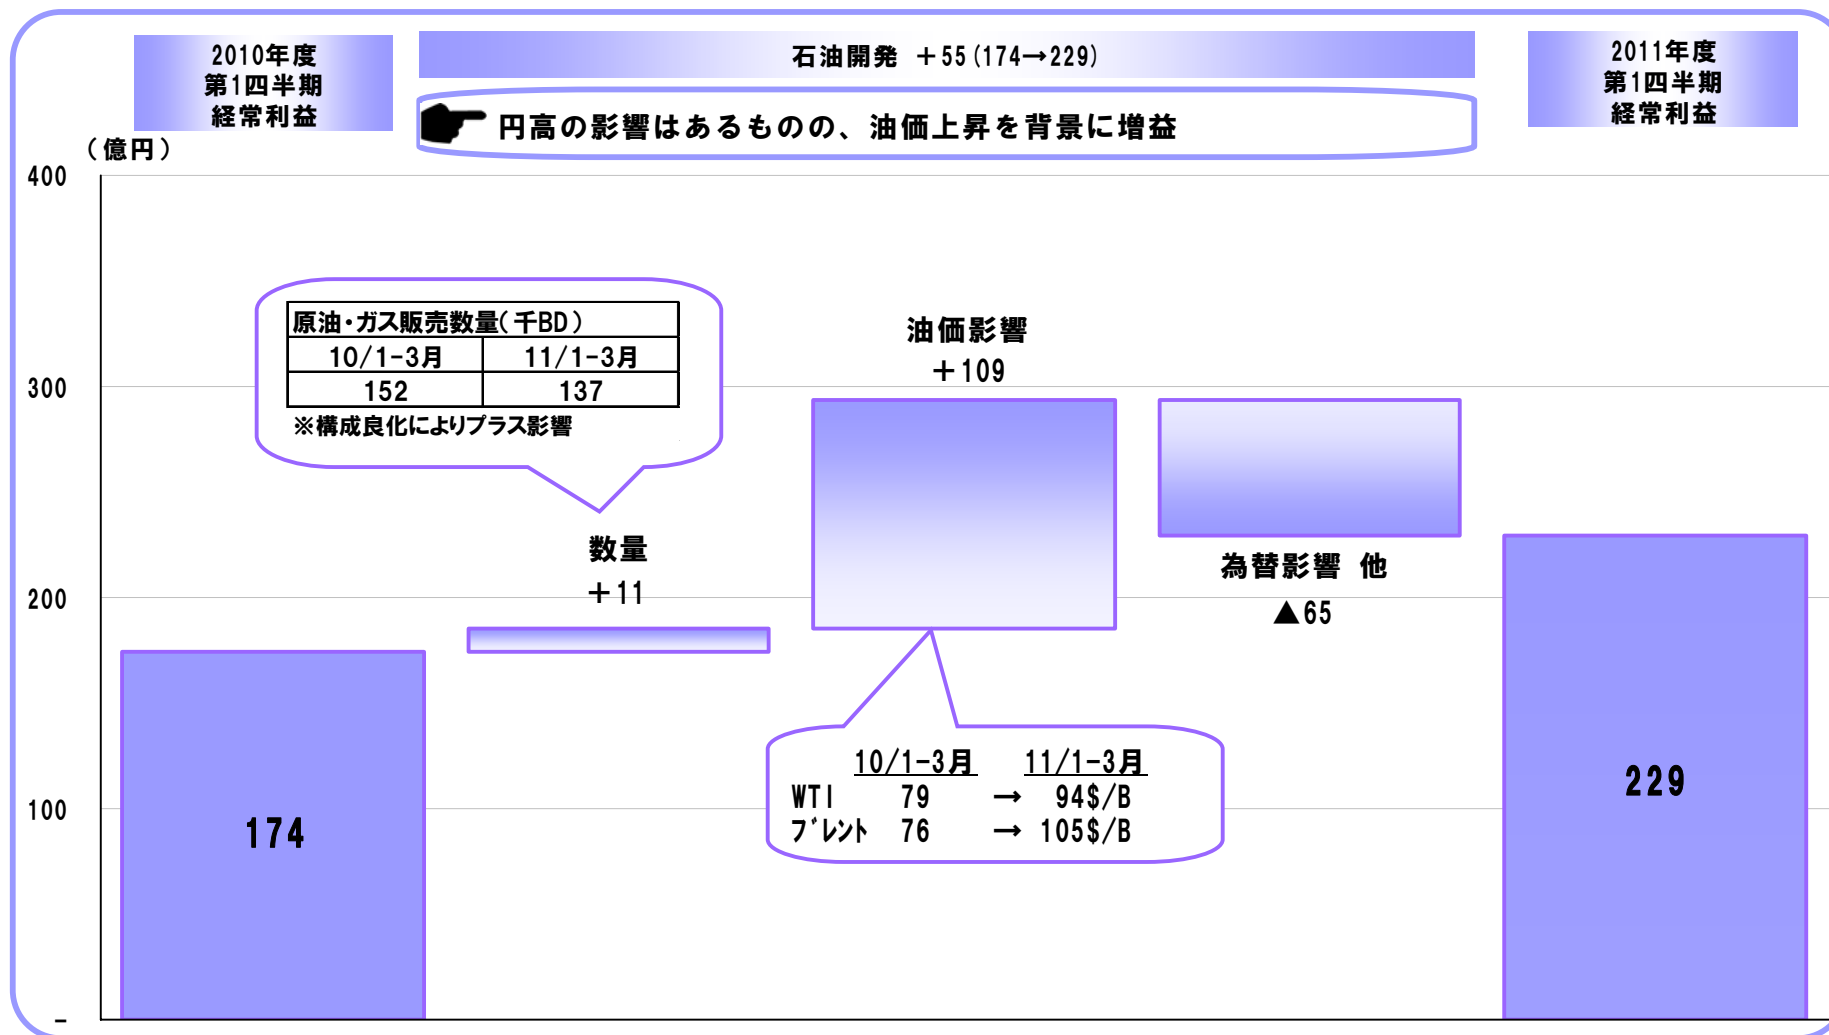 2010年度
第1四半期
経常利益
石油開発 ＋55(174→229)
2011年度
第1四半期
経常利益
円高の影響はあるものの、油価上昇を背景に増益
（億円）
400
300
200
100
－
原油・ガス販売数量（千BD）
10/1-3月 11/1-3月
152 137
※構成良化によりプラス影響
数量
＋11
油価影響
＋109
為替影響 他
▲65
10/1-3月 11/1-3月
WTI 79 → 94$/B
ﾌﾞﾚﾝﾄ 76 → 105$/B
174
229